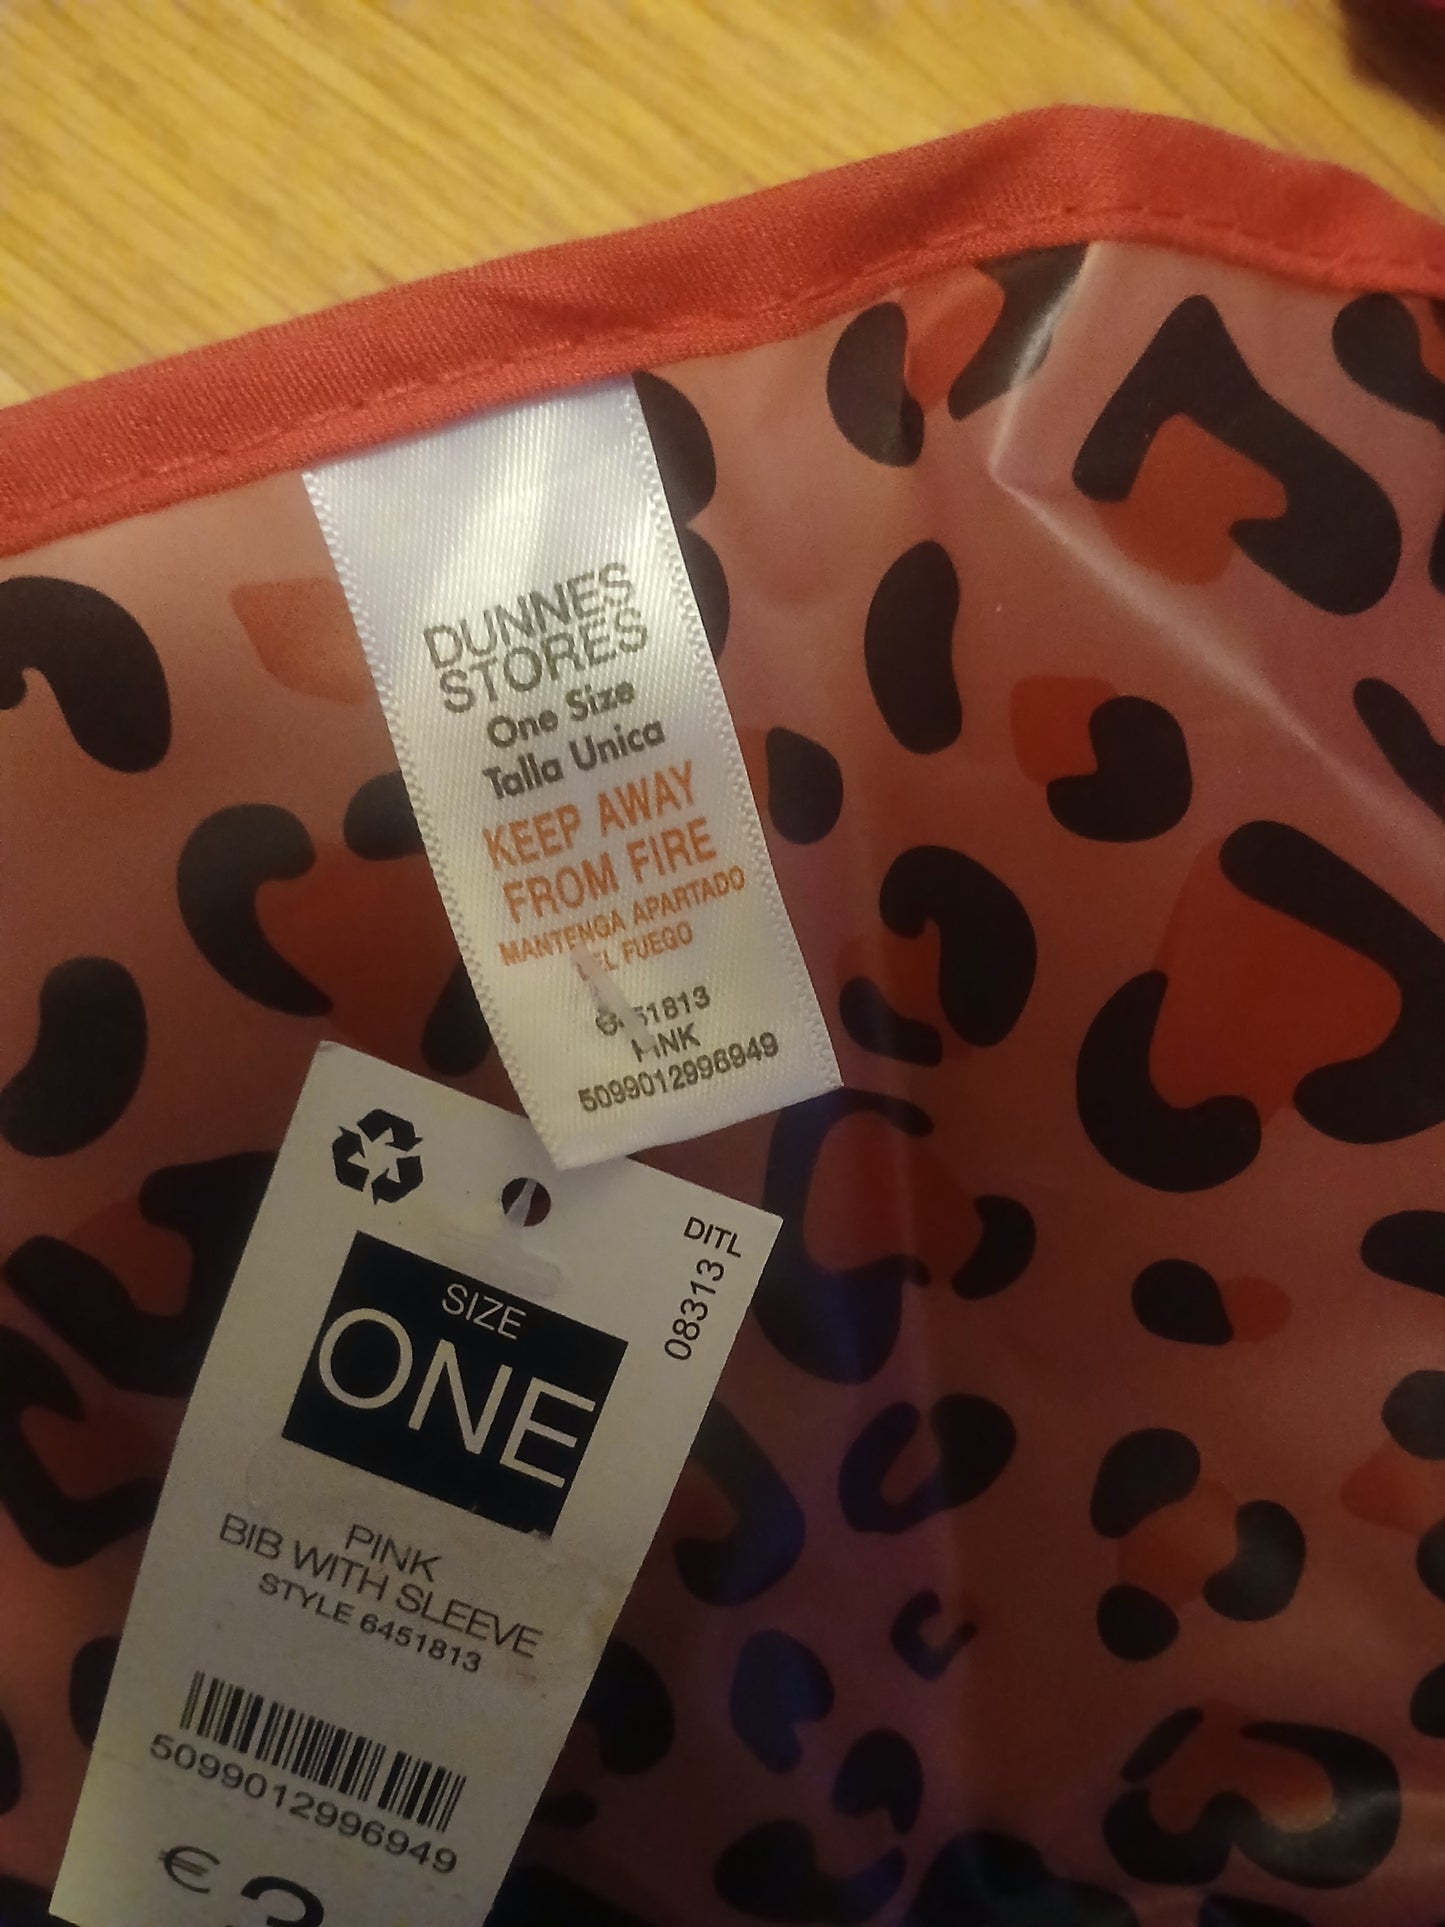 DUNNES
STORES
One Size
Talla Unica
KEEP AWAY
FROM FIRE
MANTENGA APARTADO
DEL FUEGO
6451813
PINK
5099012996949
DITL
08313
SIZE
ONE
PINK
BIB WITH SLEEVE
STYLE 6451813
5099012996949
€